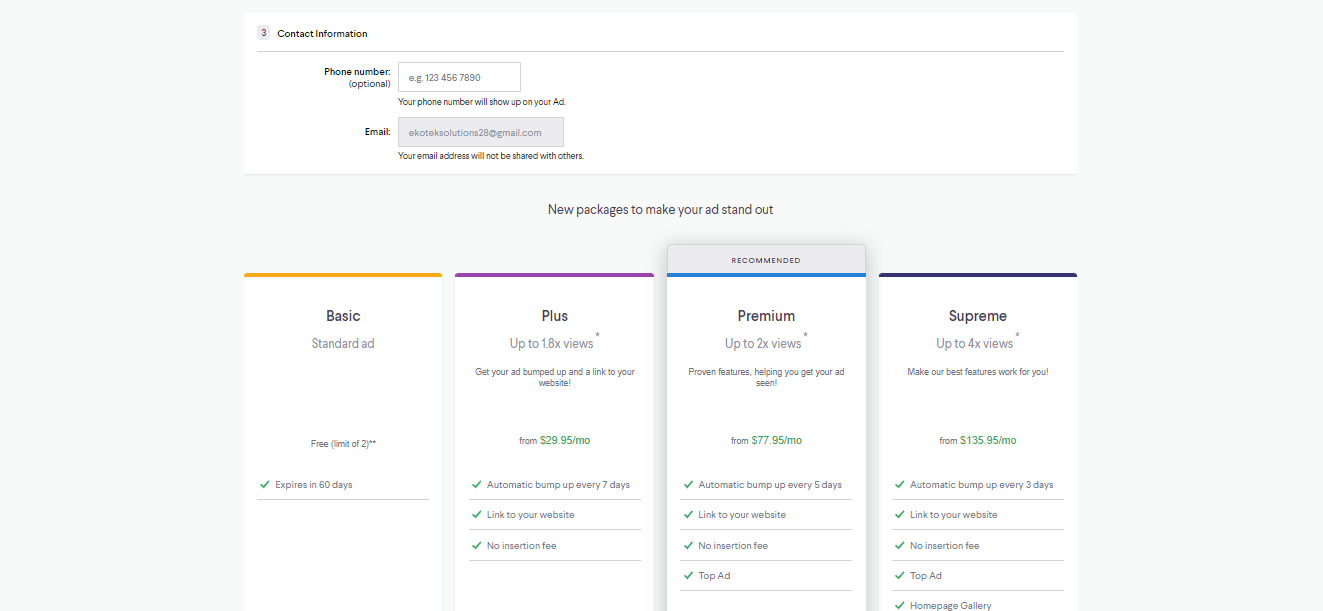 3 Contact Information
Phone number:
(optional)
e.g. 123 456 7890
Your phone number will show up on your Ad.
Email:
ekoteksolutions28@gmail.com
Your email address will not be shared with others.
New packages to make your ad stand out
Basic
Standard ad
Free (limit of 2)**
Expires in 60 days
Plus
Up to 1.8x views *
Get your ad bumped up and a link to your
website!
from $29.95/mo
Automatic bump up every 7 days
Link to your website
No insertion fee
RECOMMENDED
Premium
Up to 2x views *
Proven features, helping you get your ad
seen!
from $77.95/mo
Automatic bump up every 5 days
Link to your website
No insertion fee
Top Ad
Supreme
Up to 4x views *
Make our best features work for you!
from $135.95/mo
Automatic bump up every 3 days
Link to your website
No insertion fee
Top Ad
Homepage Gallery